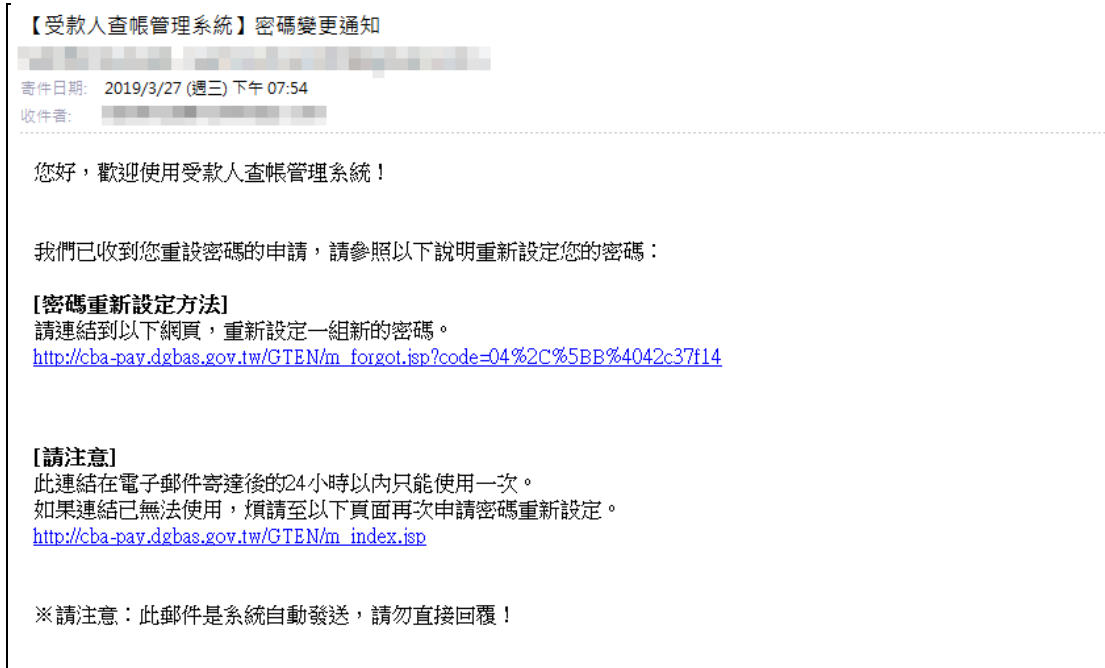 【受款人查帳管理系統】密碼變更通知
寄件日期: 2019/3/27 (週三) 下午 07:54
收件者:
您好，歡迎使用受款人查帳管理系統！
我們已收到您重設密碼的申請，請參照以下說明重新設定您的密碼：
[密碼重新設定方法]
請連結到以下網頁，重新設定一組新的密碼。
http://cba-pay.dgbas.gov.tw/GTEN/m_forgot.jsp?code=04%2C%5BB%4042c37f14
[請注意]
此連結在電子郵件寄達後的24小時以內只能使用一次。
如果連結已無法使用，煩請至以下頁面再次申請密碼重新設定。
http://cba-pay.dgbas.gov.tw/GTEN/m_index.jsp
※請注意：此郵件是系統自動發送，請勿直接回覆！